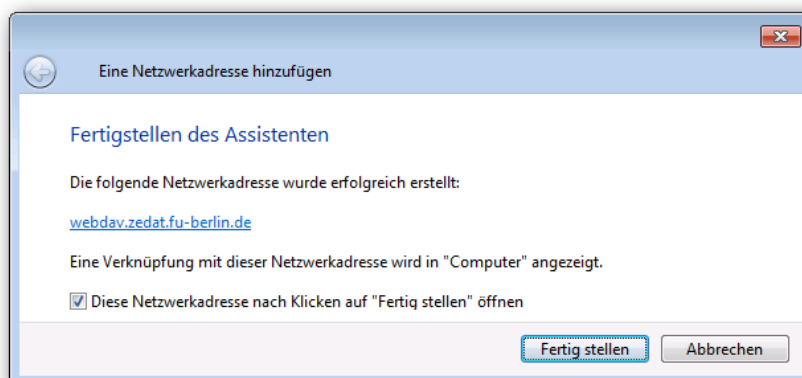 Eine Netzwerkadresse hinzufügen
Fertigstellen des Assistenten
Die folgende Netzwerkadresse wurde erfolgreich erstellt:
webdav.zedat.fu-berlin.de
Eine Verknüpfung mit dieser Netzwerkadresse wird in "Computer" angezeigt.
Diese Netzwerkadresse nach Klicken auf "Fertig stellen" öffnen
Fertig stellen Abbrechen